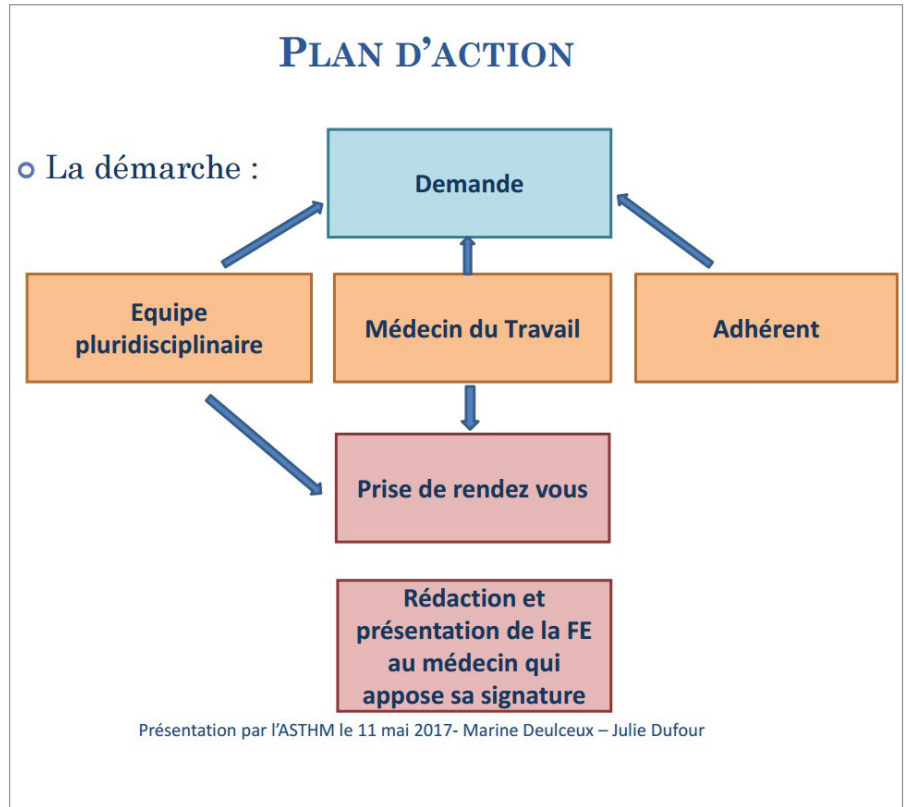 PLAN D'ACTION
La démarche :
Demande
Equipe
pluridisciplinaire
Médecin du Travail
Adhérent
Prise de rendez vous
Rédaction et
présentation de la FE
au médecin qui
appose sa signature
Présentation par l'ASTHM le 11 mai 2017- Marine Deulceux – Julie Dufour